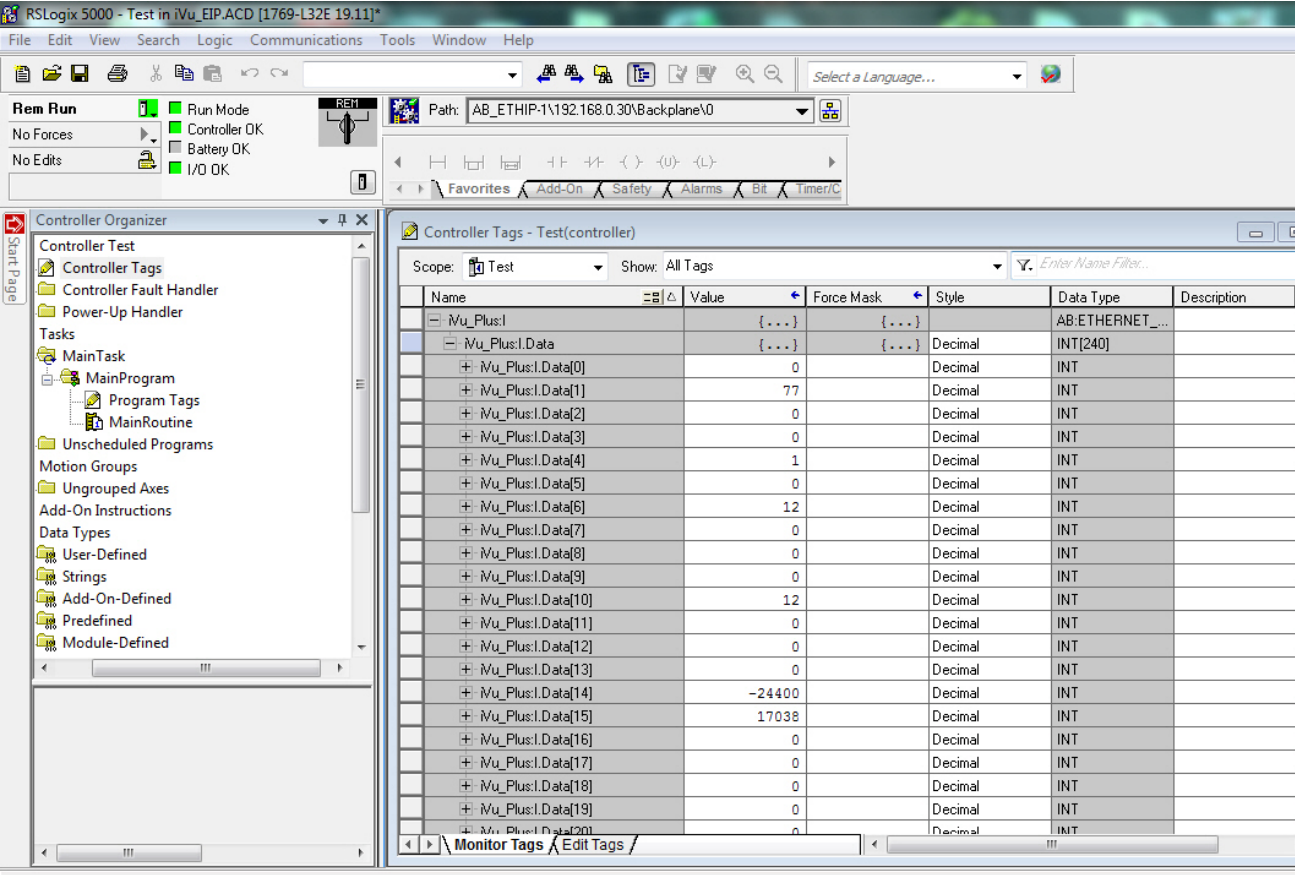 RSLogix 5000 - Test in iVu_EIP.ACD [1769-L32E 19.11]*
File Edit View Search Logic Communications Tools Window Help
Select a Language...
Rem Run
Run Mode
REM
Path: AB_ETHIP-1\192.168.0.30\Backplane\0
No Forces
Controller OK
Battery OK
No Edits
I/O OK
Favorites Add-On Safety Alarms Bit Timer/C
Start Page
Controller Organizer
Controller Test
Controller Tags
Controller Fault Handler
Power-Up Handler
Tasks
MainTask
MainProgram
Program Tags
MainRoutine
Unscheduled Programs
Motion Groups
Ungrouped Axes
Add-On Instructions
Data Types
User-Defined
Strings
Add-On-Defined
Predefined
Module-Defined
Controller Tags - Test(controller)
Scope: Test Show: All Tags Enter Name Filter...
Name Value Force Mask Style Data Type Description
iVu_Plus:I {...} {...} AB:ETHERNET_...
iVu_Plus:I.Data {...} {...} Decimal INT[240]
iVu_Plus:I.Data[0] 0 Decimal INT
iVu_Plus:I.Data[1] 77 Decimal INT
iVu_Plus:I.Data[2] 0 Decimal INT
iVu_Plus:I.Data[3] 0 Decimal INT
iVu_Plus:I.Data[4] 1 Decimal INT
iVu_Plus:I.Data[5] 0 Decimal INT
iVu_Plus:I.Data[6] 12 Decimal INT
iVu_Plus:I.Data[7] 0 Decimal INT
iVu_Plus:I.Data[8] 0 Decimal INT
iVu_Plus:I.Data[9] 0 Decimal INT
iVu_Plus:I.Data[10] 12 Decimal INT
iVu_Plus:I.Data[11] 0 Decimal INT
iVu_Plus:I.Data[12] 0 Decimal INT
iVu_Plus:I.Data[13] 0 Decimal INT
iVu_Plus:I.Data[14] -24400 Decimal INT
iVu_Plus:I.Data[15] 17038 Decimal INT
iVu_Plus:I.Data[16] 0 Decimal INT
iVu_Plus:I.Data[17] 0 Decimal INT
iVu_Plus:I.Data[18] 0 Decimal INT
iVu_Plus:I.Data[19] 0 Decimal INT
iVu_Plus:I.Data[20] 0 Decimal INT
Monitor Tags Edit Tags